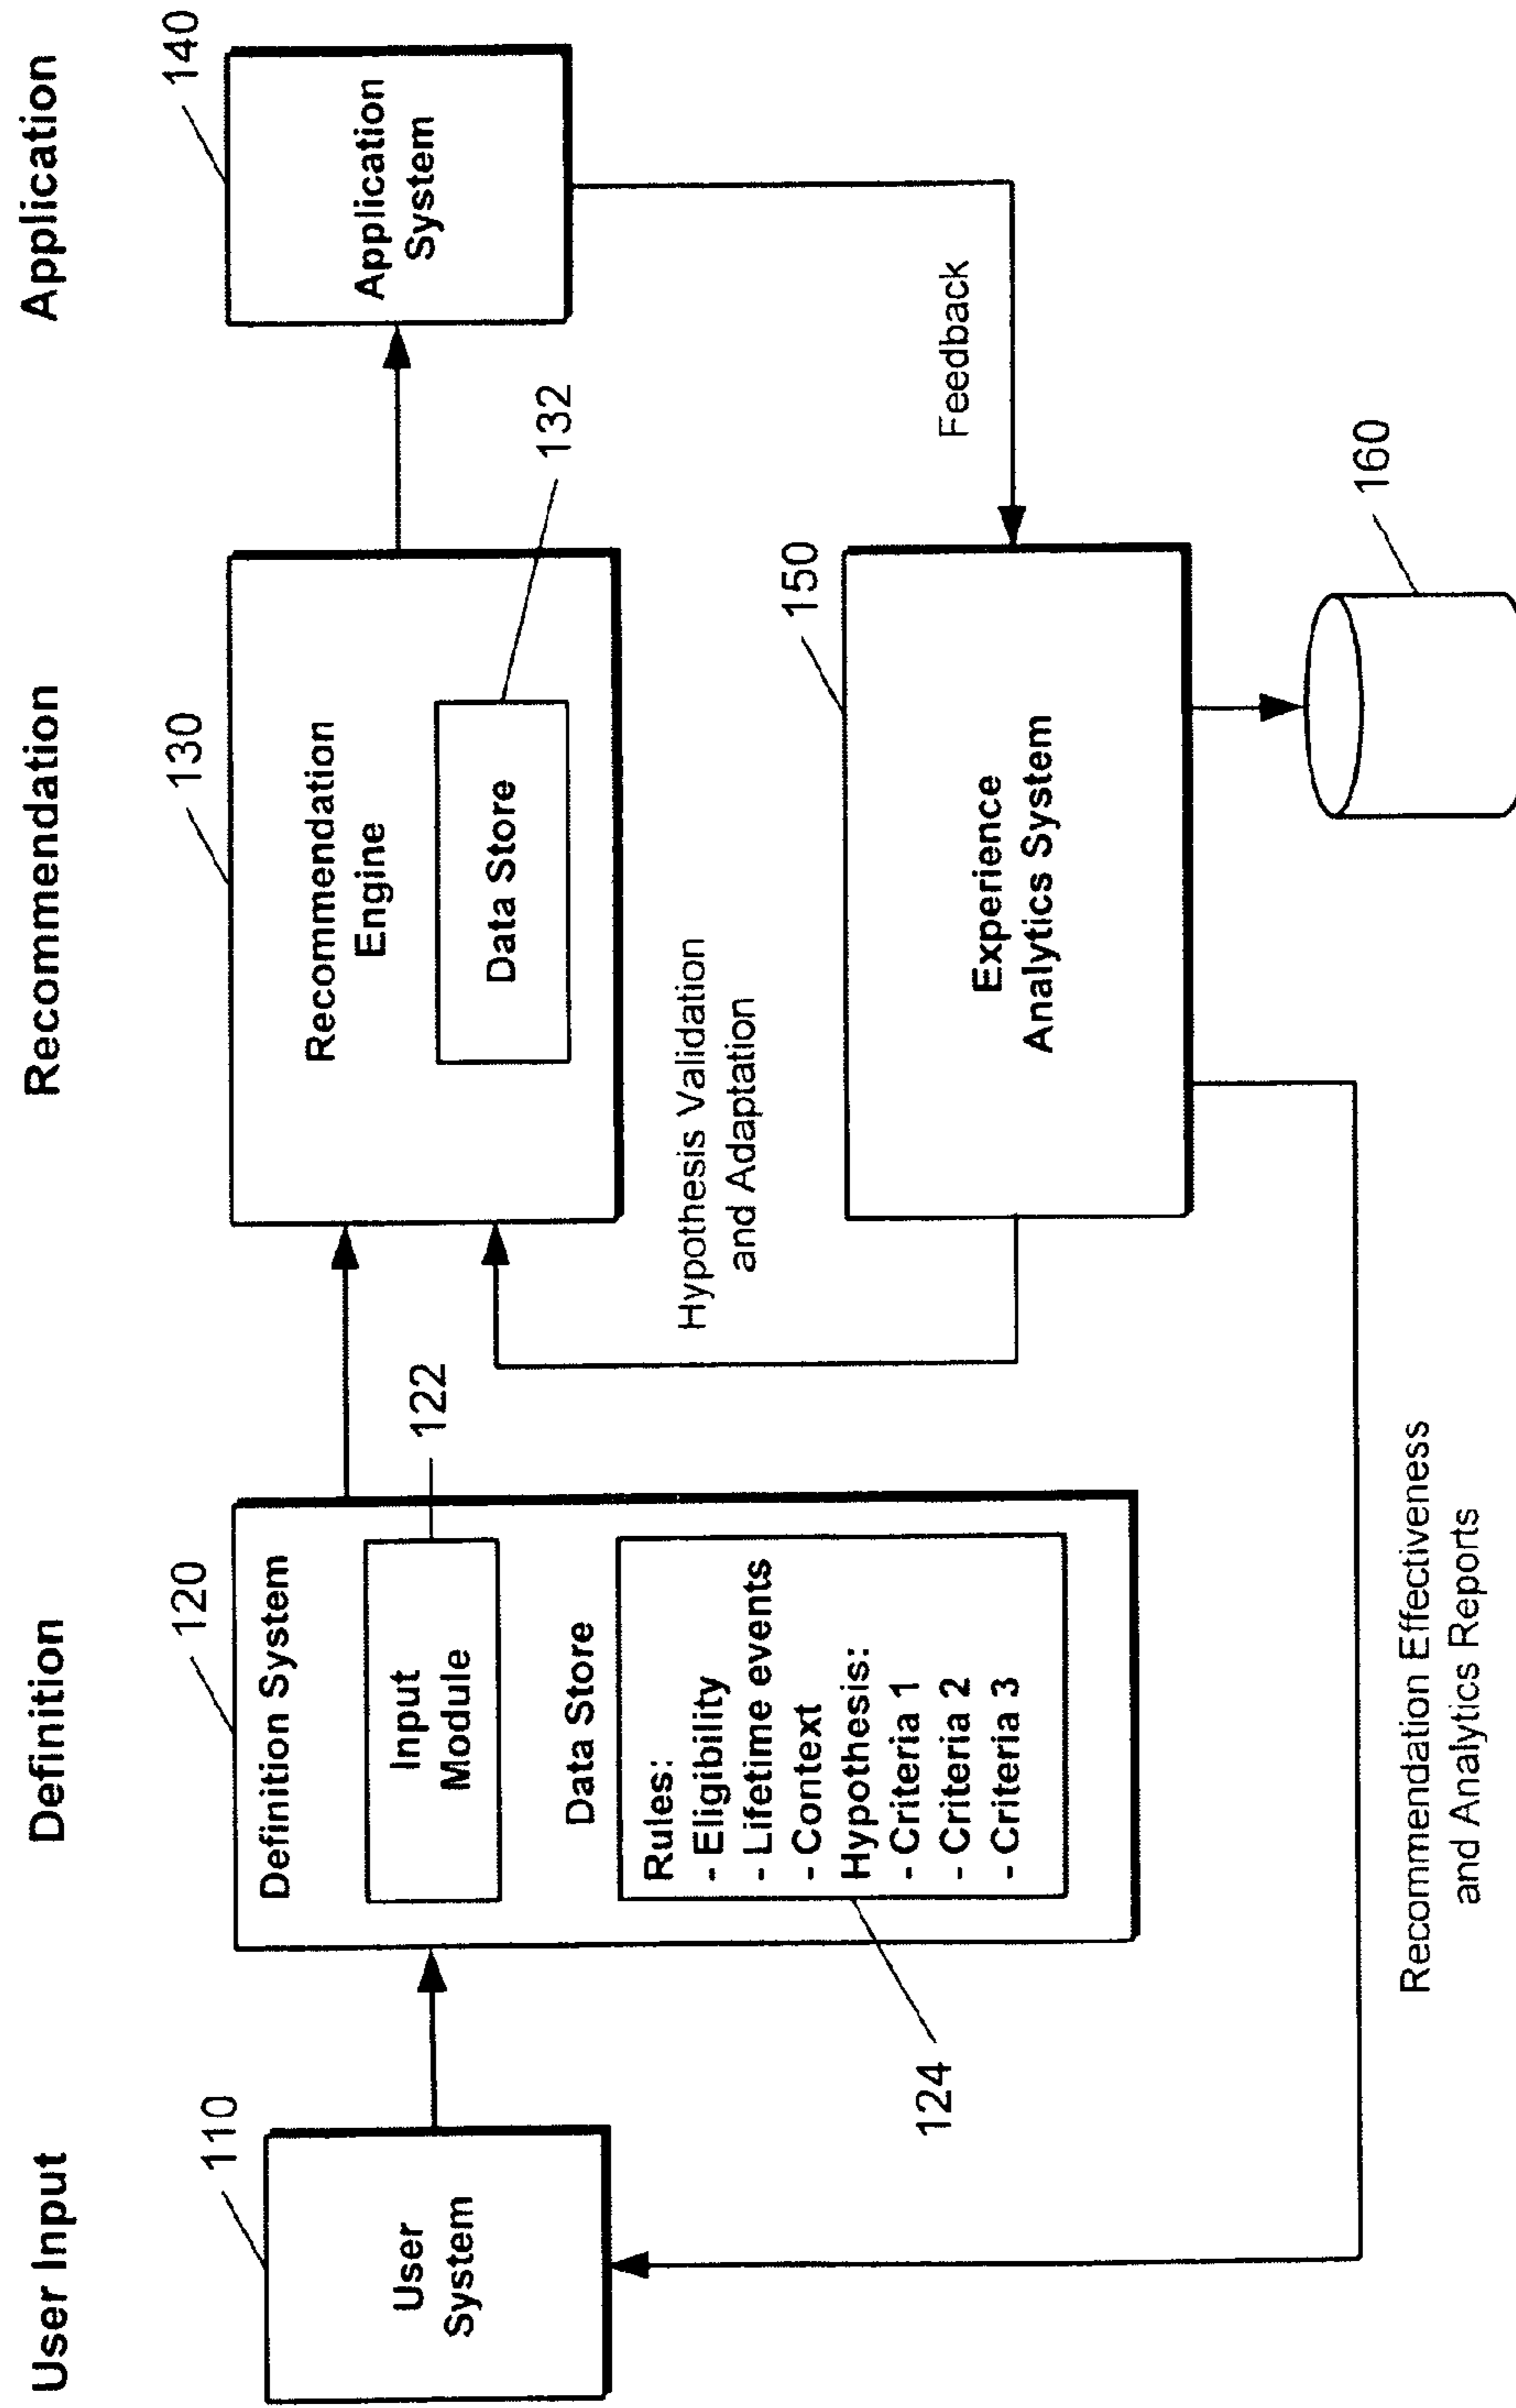 User Input
Definition
Recommendation
Application
110
User
System
120
Definition System
Input
Module
122
Data Store
Rules:
- Eligibility
- Lifetime events
- Context
Hypothesis:
- Criteria 1
- Criteria 2
- Criteria 3
124
130
Recommendation
Engine
Data Store
132
140
Application
System
Hypothesis Validation
and Adaptation
Feedback
150
Experience
Analytics System
160
Recommendation Effectiveness
and Analytics Reports